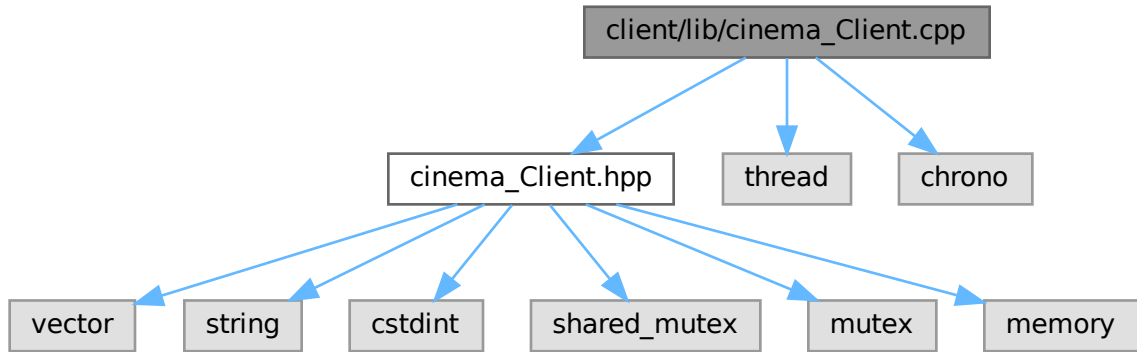 client/lib/cinema_Client.cpp
cinema_Client.hpp
thread
chrono
vector
string
cstdint
shared_mutex
mutex
memory